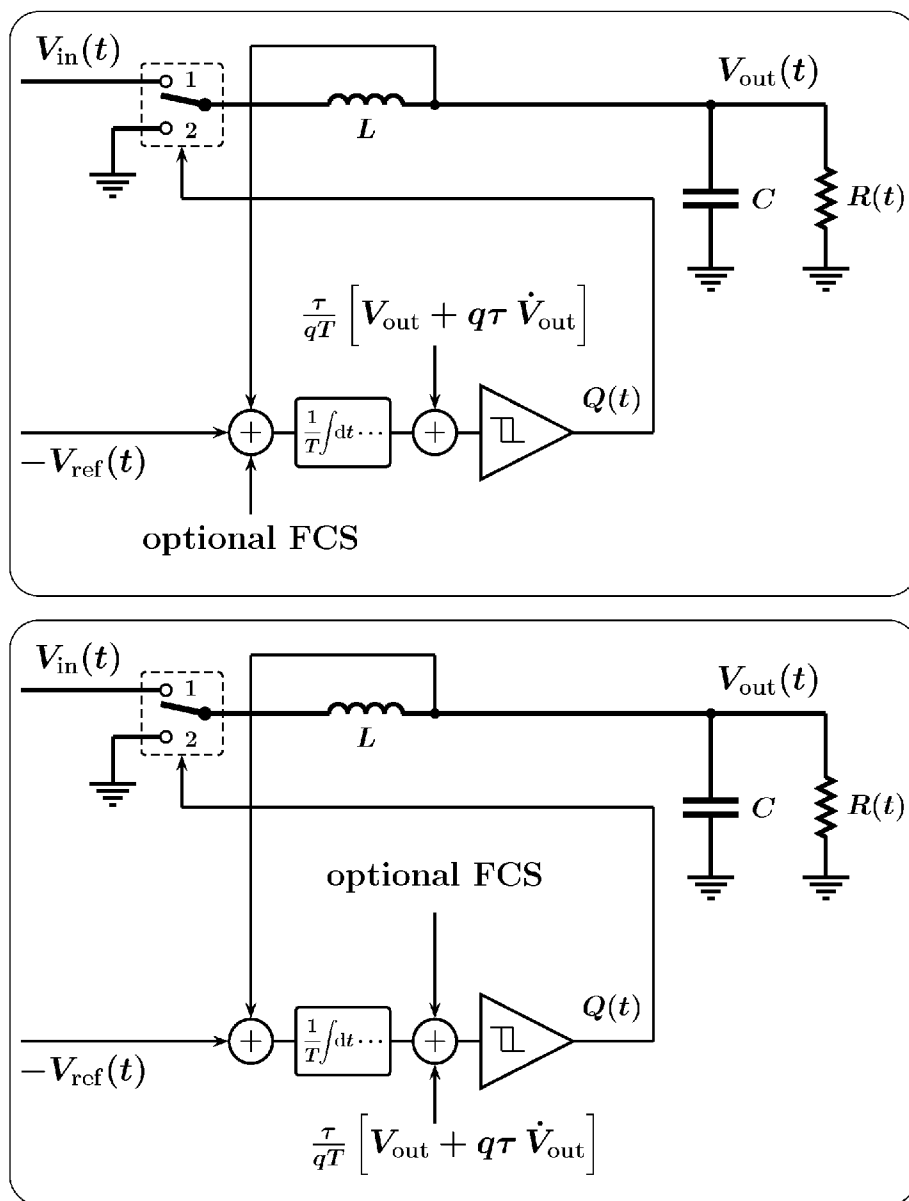 V_in(t)
1
2
L
V_out(t)
C
R(t)
τ/qT [V_out + qτ V̇_out]
Q(t)
+
1/T ∫dt ···
+
−V_ref(t)
optional FCS
V_in(t)
1
2
L
V_out(t)
C
R(t)
optional FCS
Q(t)
+
1/T ∫dt ···
+
−V_ref(t)
τ/qT [V_out + qτ V̇_out]